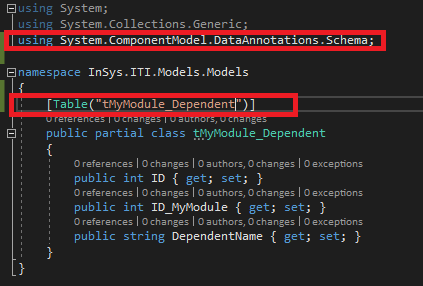 using System;
using System.Collections.Generic;
using System.ComponentModel.DataAnnotations.Schema;
namespace InSys.ITI.Models.Models
{
[Table("tMyModule_Dependent")]
0 references | 0 changes | 0 authors, 0 changes
public partial class tMyModule_Dependent
{
0 references | 0 changes | 0 authors, 0 changes | 0 exceptions
public int ID { get; set; }
0 references | 0 changes | 0 authors, 0 changes | 0 exceptions
public int ID_MyModule { get; set; }
0 references | 0 changes | 0 authors, 0 changes | 0 exceptions
public string DependentName { get; set; }
}
}